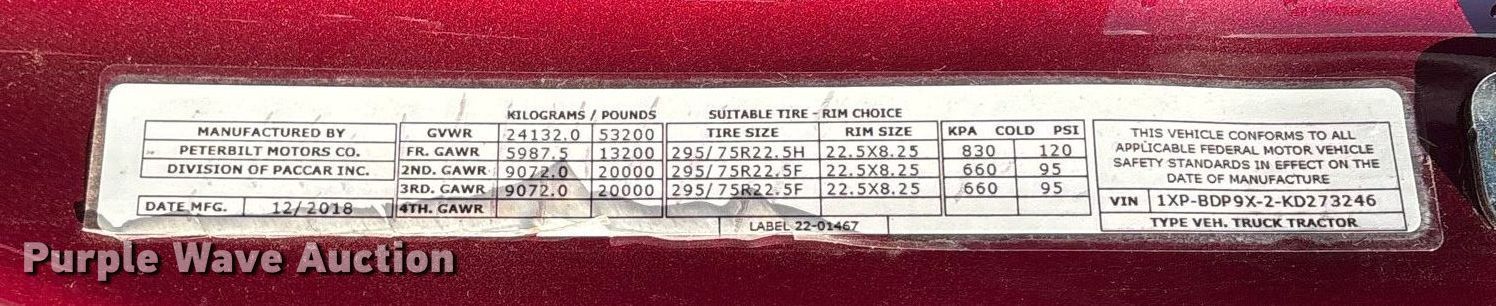 KILOGRAMS / POUNDS SUITABLE TIRE - RIM CHOICE
MANUFACTURED BY GVWR 24132.0 53200 TIRE SIZE RIM SIZE KPA COLD PSI
PETERBILT MOTORS CO. FR. GAWR 5987.5 13200 295/75R22.5H 22.5X8.25 830 120
DIVISION OF PACCAR INC. 2ND. GAWR 9072.0 20000 295/75R22.5F 22.5X8.25 660 95
3RD. GAWR 9072.0 20000 295/75R22.5F 22.5X8.25 660 95
DATE MFG. 12/2018 4TH. GAWR
LABEL 22-01467
THIS VEHICLE CONFORMS TO ALL
APPLICABLE FEDERAL MOTOR VEHICLE
SAFETY STANDARDS IN EFFECT ON THE
DATE OF MANUFACTURE
VIN 1XP-BDP9X-2-KD273246
TYPE VEH. TRUCK TRACTOR
Purple Wave Auction